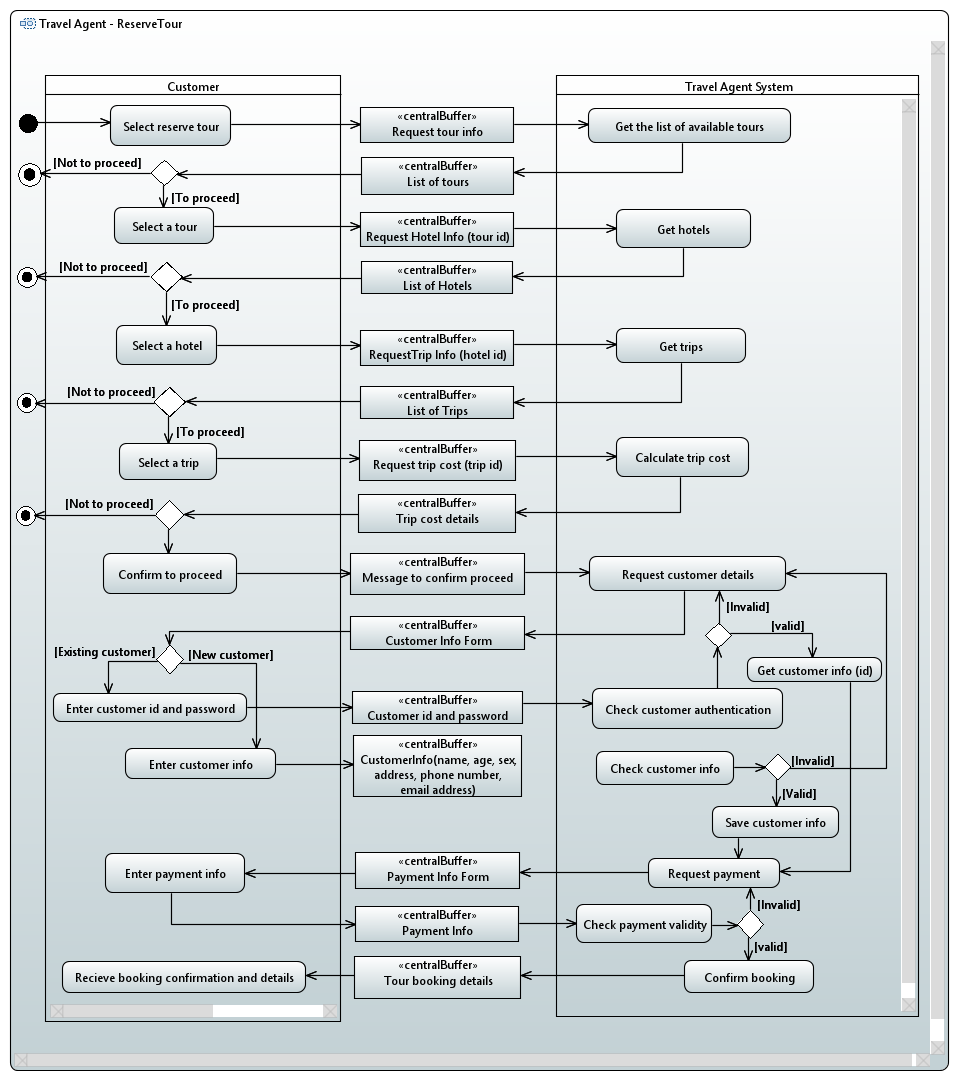 Travel Agent - ReserveTour
Customer
Travel Agent System
Select reserve tour
«centralBuffer»
Request tour info
Get the list of available tours
[Not to proceed]
«centralBuffer»
List of tours
[To proceed]
Select a tour
«centralBuffer»
Request Hotel Info (tour id)
Get hotels
[Not to proceed]
«centralBuffer»
List of Hotels
[To proceed]
Select a hotel
«centralBuffer»
RequestTrip Info (hotel id)
Get trips
[Not to proceed]
«centralBuffer»
List of Trips
[To proceed]
Select a trip
«centralBuffer»
Request trip cost (trip id)
Calculate trip cost
[Not to proceed]
«centralBuffer»
Trip cost details
Confirm to proceed
«centralBuffer»
Message to confirm proceed
Request customer details
[Invalid]
«centralBuffer»
Customer Info Form
[valid]
[Existing customer]
[New customer]
Get customer info (id)
Enter customer id and password
«centralBuffer»
Customer id and password
Check customer authentication
Enter customer info
«centralBuffer»
CustomerInfo(name, age, sex,
address, phone number,
email address)
Check customer info
[Invalid]
[Valid]
Save customer info
Enter payment info
«centralBuffer»
Payment Info Form
Request payment
[Invalid]
«centralBuffer»
Payment Info
Check payment validity
[valid]
Recieve booking confirmation and details
«centralBuffer»
Tour booking details
Confirm booking